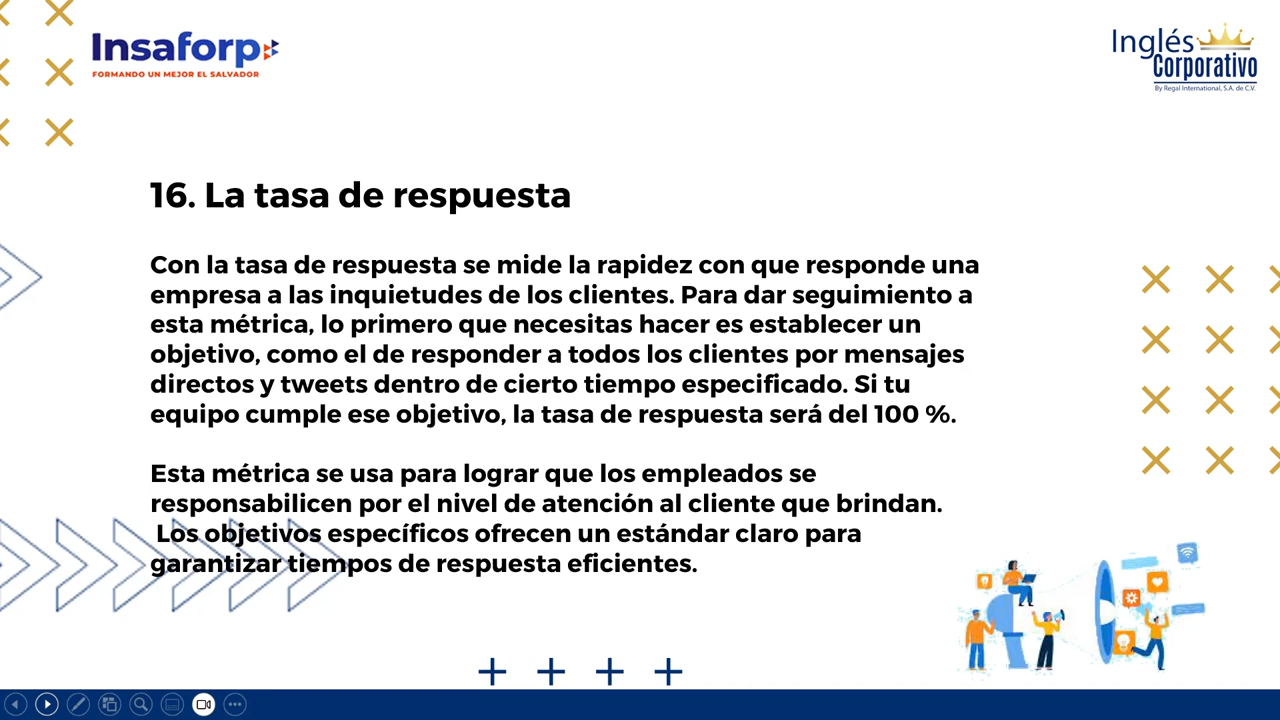 Insaforp
FORMANDO UN MEJOR EL SALVADOR
Inglés
Corporativo
By Regal International, S.A. de C.V.
16. La tasa de respuesta
Con la tasa de respuesta se mide la rapidez con que responde una
empresa a las inquietudes de los clientes. Para dar seguimiento a
esta métrica, lo primero que necesitas hacer es establecer un
objetivo, como el de responder a todos los clientes por mensajes
directos y tweets dentro de cierto tiempo especificado. Si tu
equipo cumple ese objetivo, la tasa de respuesta será del 100 %.
Esta métrica se usa para lograr que los empleados se
responsabilicen por el nivel de atención al cliente que brindan.
Los objetivos específicos ofrecen un estándar claro para
garantizar tiempos de respuesta eficientes.